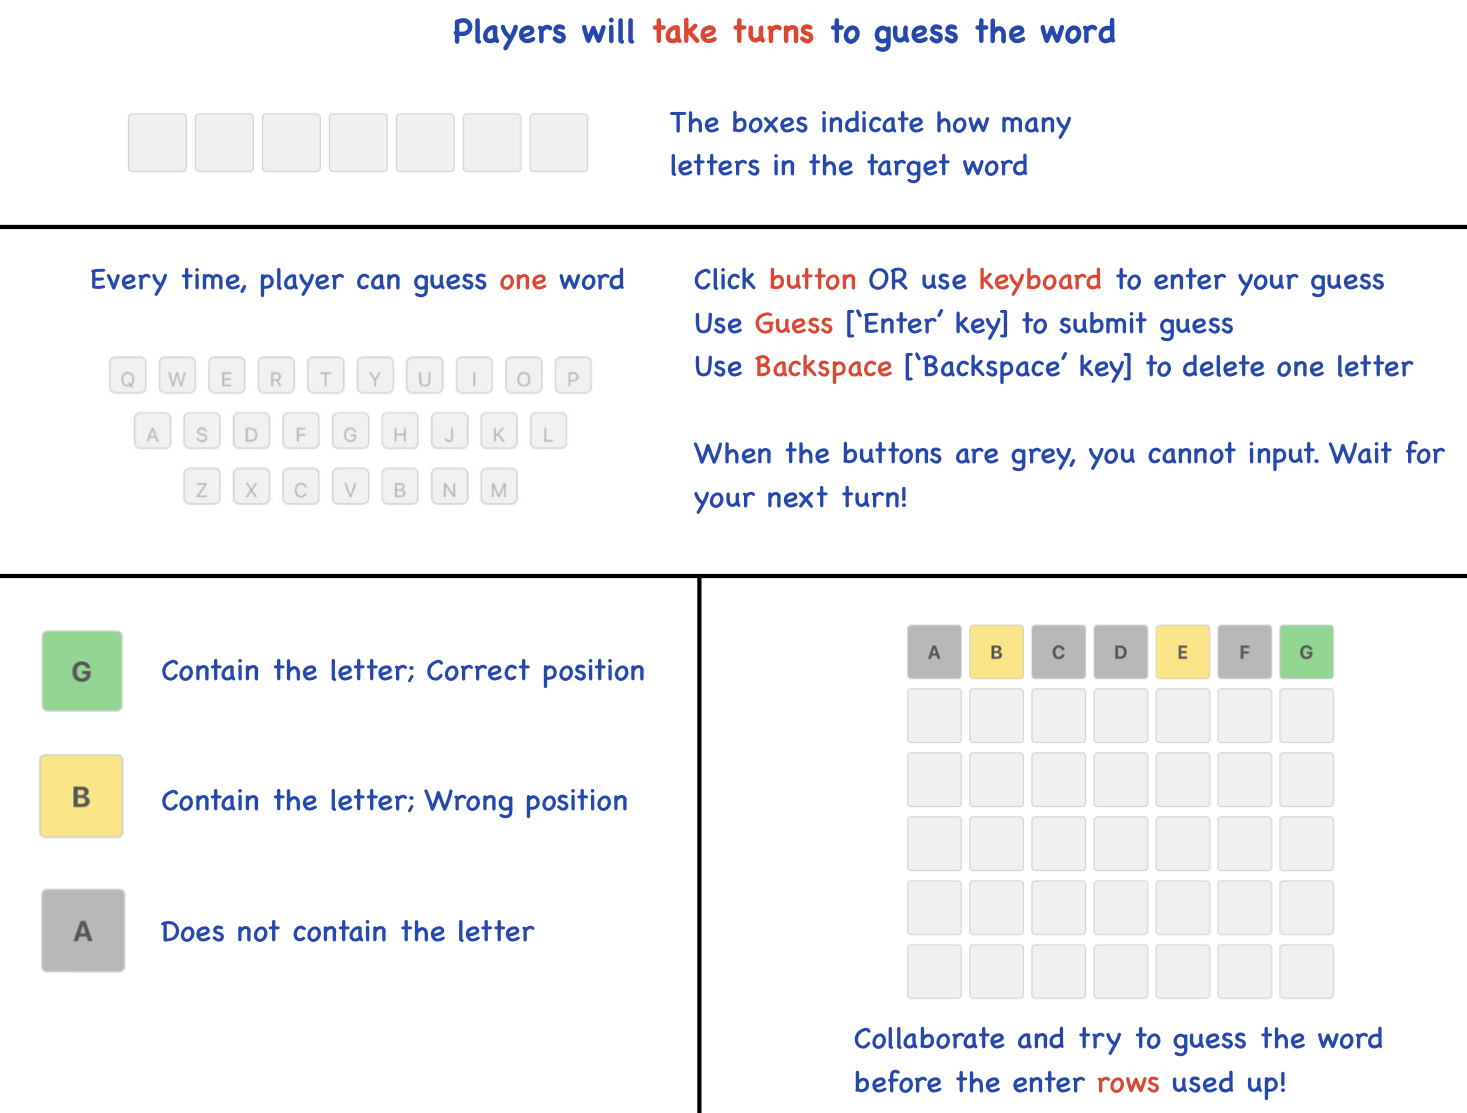 Players will take turns to guess the word
The boxes indicate how many
letters in the target word
Every time, player can guess one word
Q W E R T Y U I O P
A S D F G H J K L
Z X C V B N M
Click button OR use keyboard to enter your guess
Use Guess [‘Enter’ key] to submit guess
Use Backspace [‘Backspace’ key] to delete one letter
When the buttons are grey, you cannot input. Wait for
your next turn!
G Contain the letter; Correct position
B Contain the letter; Wrong position
A Does not contain the letter
A B C D E F G
Collaborate and try to guess the word
before the enter rows used up!